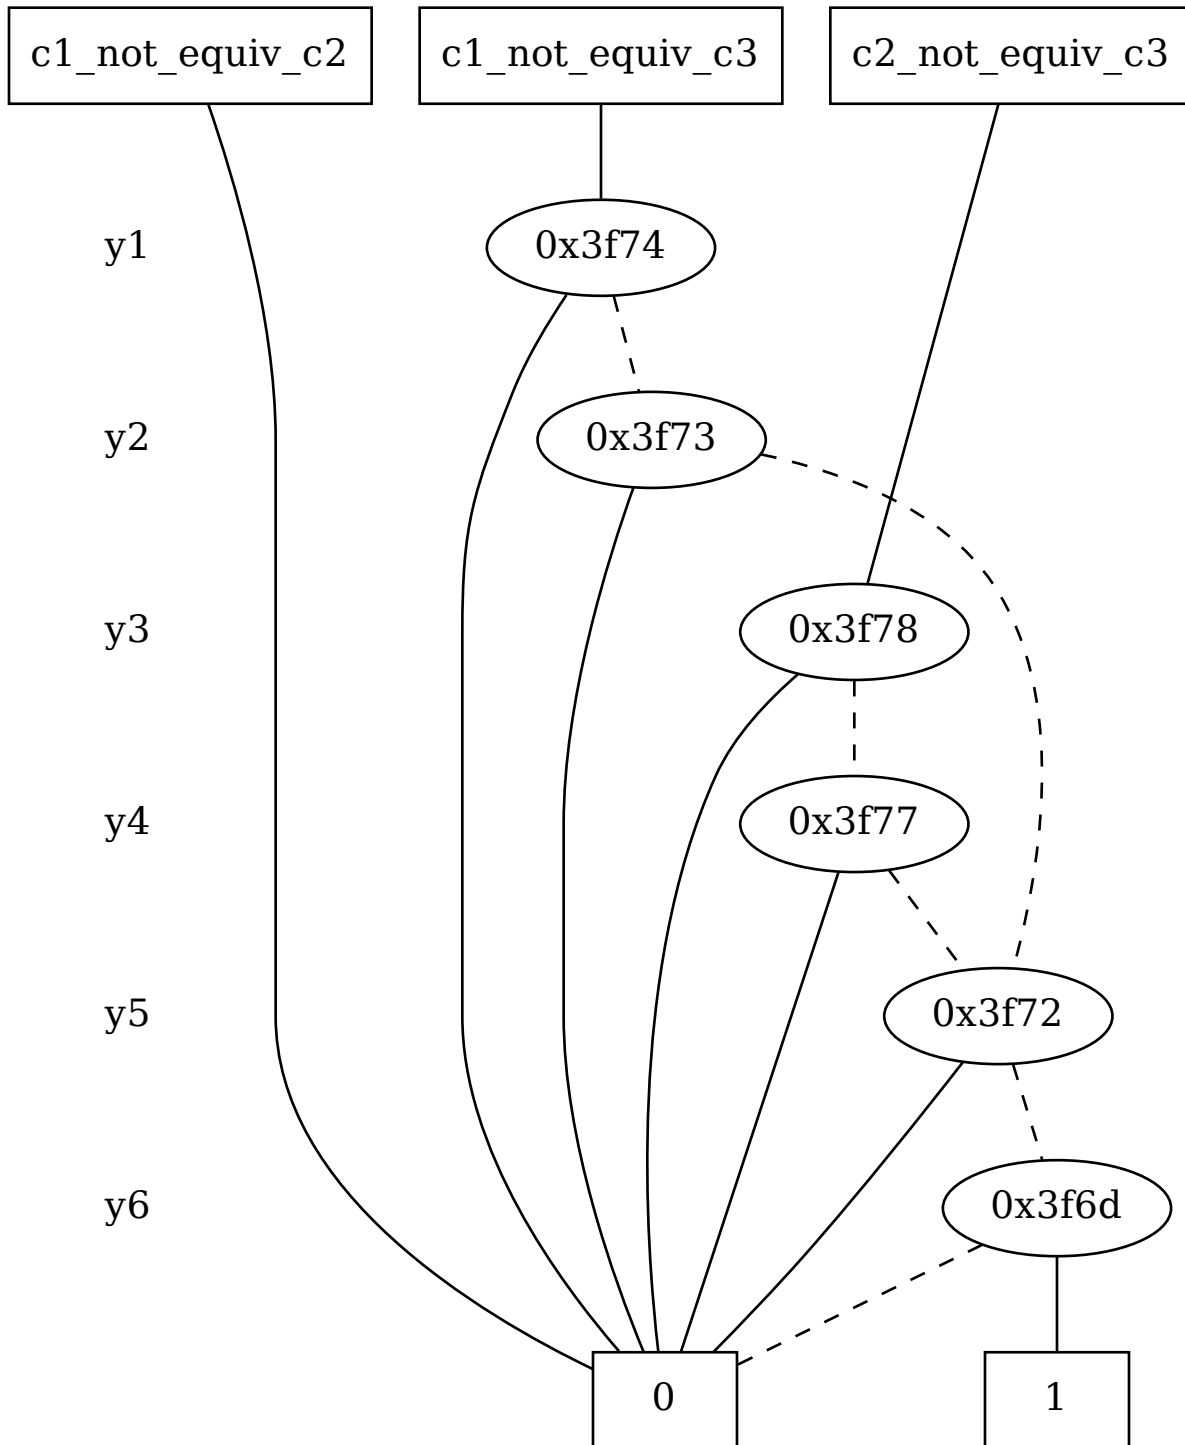 c1_not_equiv_c2 c1_not_equiv_c3 c2_not_equiv_c3
y1 0x3f74
y2 0x3f73
y3 0x3f78
y4 0x3f77
y5 0x3f72
y6 0x3f6d
0 1